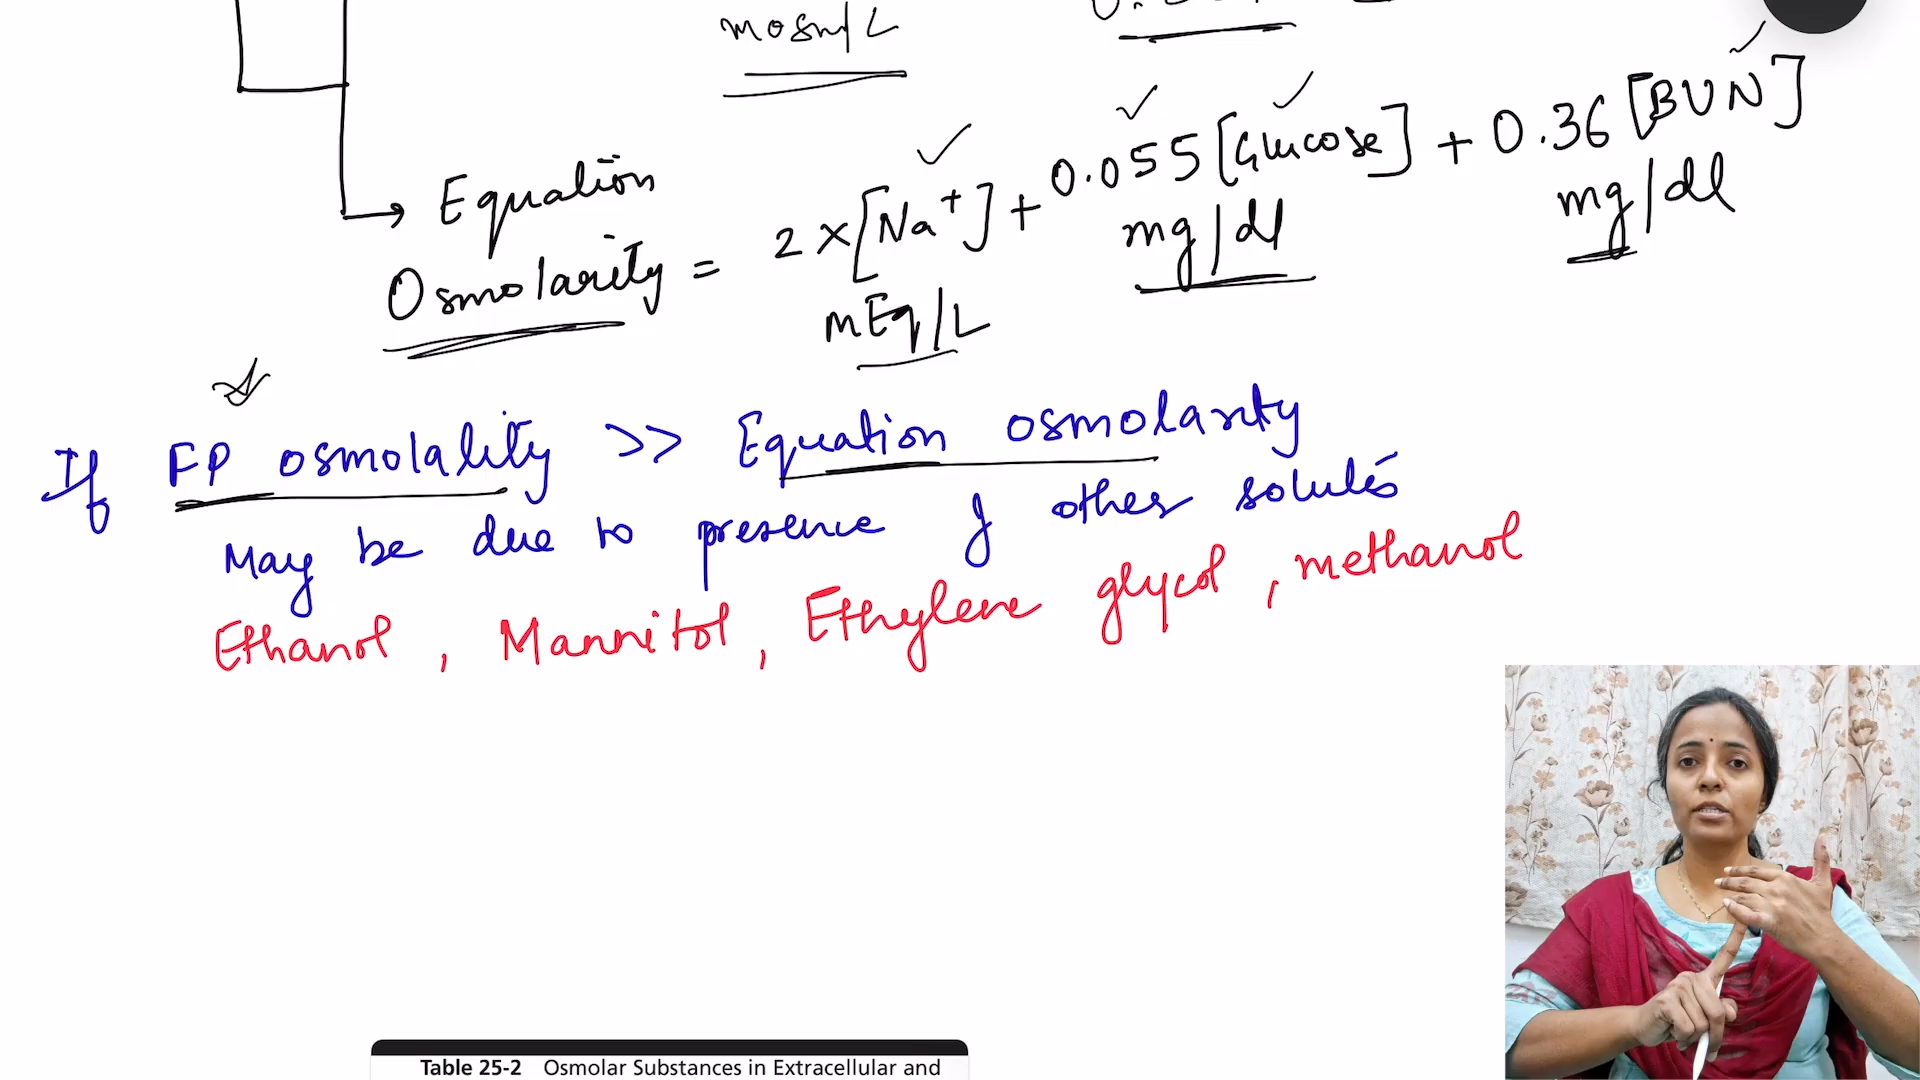 mosm/L
Equation
Osmolarity = 2 × [Na+] + 0.055 [Glucose] + 0.36 [BUN]
mEq/L mg/dl mg/dl
If FP osmolality >> Equation osmolarity
May be due to presence of other solutes
Ethanol, Mannitol, Ethylene glycol, methanol
Table 25-2 Osmolar Substances in Extracellular and